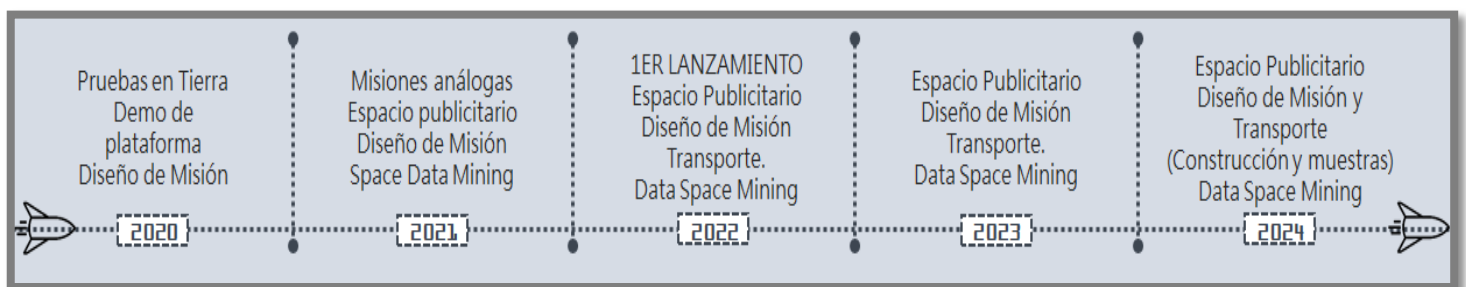 Pruebas en Tierra
Demo de
plataforma
Diseño de Misión
2020
Misiones análogas
Espacio publicitario
Diseño de Misión
Space Data Mining
2021
1ER LANZAMIENTO
Espacio Publicitario
Diseño de Misión
Transporte.
Data Space Mining
2022
Espacio Publicitario
Diseño de Misión
Transporte.
Data Space Mining
2023
Espacio Publicitario
Diseño de Misión y
Transporte
(Construcción y muestras)
Data Space Mining
2024